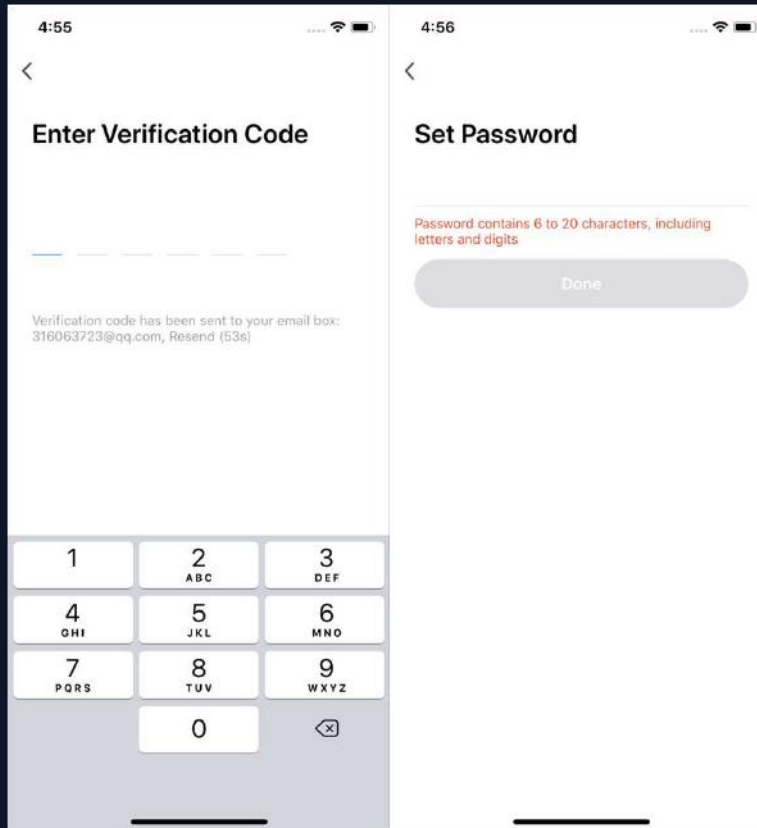 4:55
Enter Verification Code
Verification code has been sent to your email box:
316063723@qq.com, Resend (53s)
1
2
ABC
3
DEF
4
GHI
5
JKL
6
MNO
7
PQRS
8
TUV
9
WXYZ
0
4:56
Set Password
Password contains 6 to 20 characters, including
letters and digits
Done